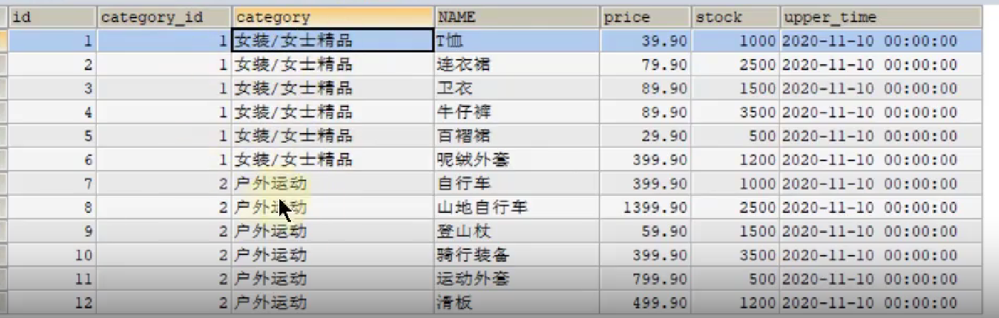 id category_id category NAME price stock upper_time
1 1 女装/女士精品 T恤 39.90 1000 2020-11-10 00:00:00
2 1 女装/女士精品 连衣裙 79.90 2500 2020-11-10 00:00:00
3 1 女装/女士精品 卫衣 89.90 1500 2020-11-10 00:00:00
4 1 女装/女士精品 牛仔裤 89.90 3500 2020-11-10 00:00:00
5 1 女装/女士精品 百褶裙 29.90 500 2020-11-10 00:00:00
6 1 女装/女士精品 呢绒外套 399.90 1200 2020-11-10 00:00:00
7 2 户外运动 自行车 399.90 1000 2020-11-10 00:00:00
8 2 户外运动 山地自行车 1399.90 2500 2020-11-10 00:00:00
9 2 户外运动 登山杖 59.90 1500 2020-11-10 00:00:00
10 2 户外运动 骑行装备 399.90 3500 2020-11-10 00:00:00
11 2 户外运动 运动外套 799.90 500 2020-11-10 00:00:00
12 2 户外运动 滑板 499.90 1200 2020-11-10 00:00:00